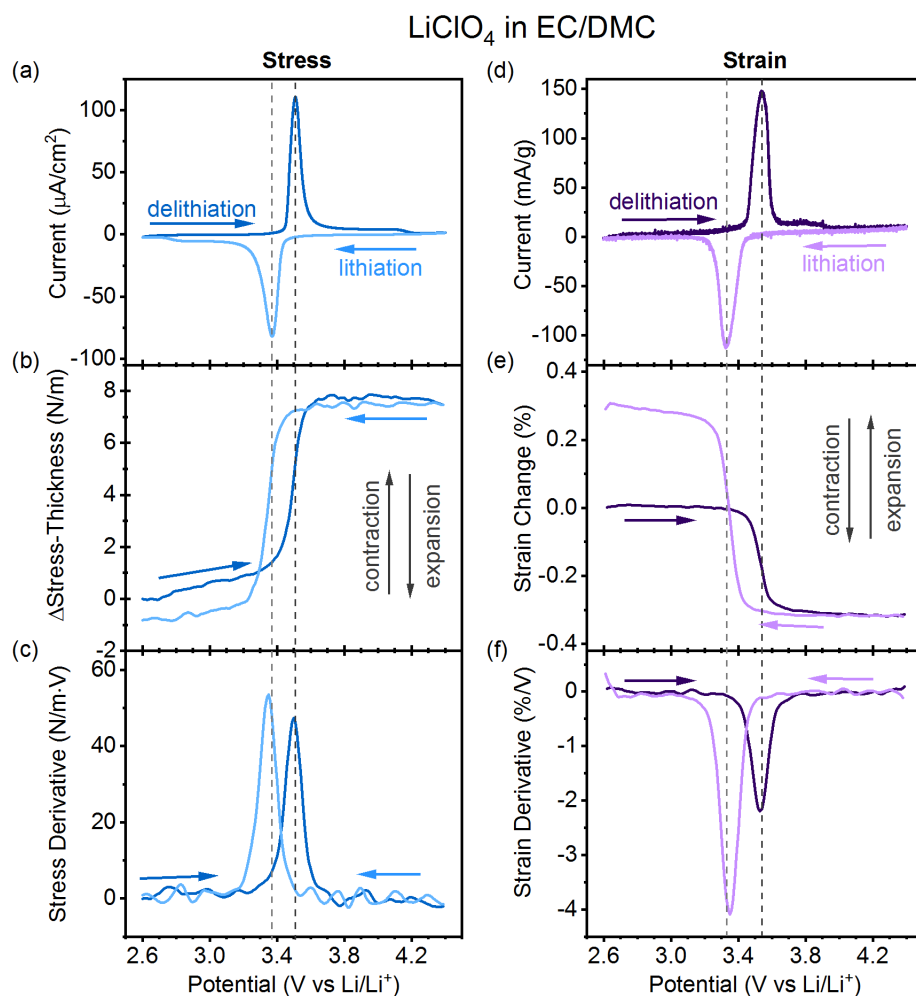 LiClO4 in EC/DMC
Stress
Strain
(a)
(d)
Current (µA/cm²)
100
50
0
-50
-100
delithiation
lithiation
Current (mA/g)
150
100
50
0
-50
-100
delithiation
lithiation
(b)
(e)
ΔStress-Thickness (N/m)
8
6
4
2
0
-2
contraction
expansion
Strain Change (%)
0.4
0.2
0.0
-0.2
-0.4
contraction
expansion
(c)
(f)
Stress Derivative (N/m·V)
60
40
20
0
2.6
3.0
3.4
3.8
4.2
Potential (V vs Li/Li⁺)
Strain Derivative (%/V)
0
-1
-2
-3
-4
2.6
3.0
3.4
3.8
4.2
Potential (V vs Li/Li⁺)